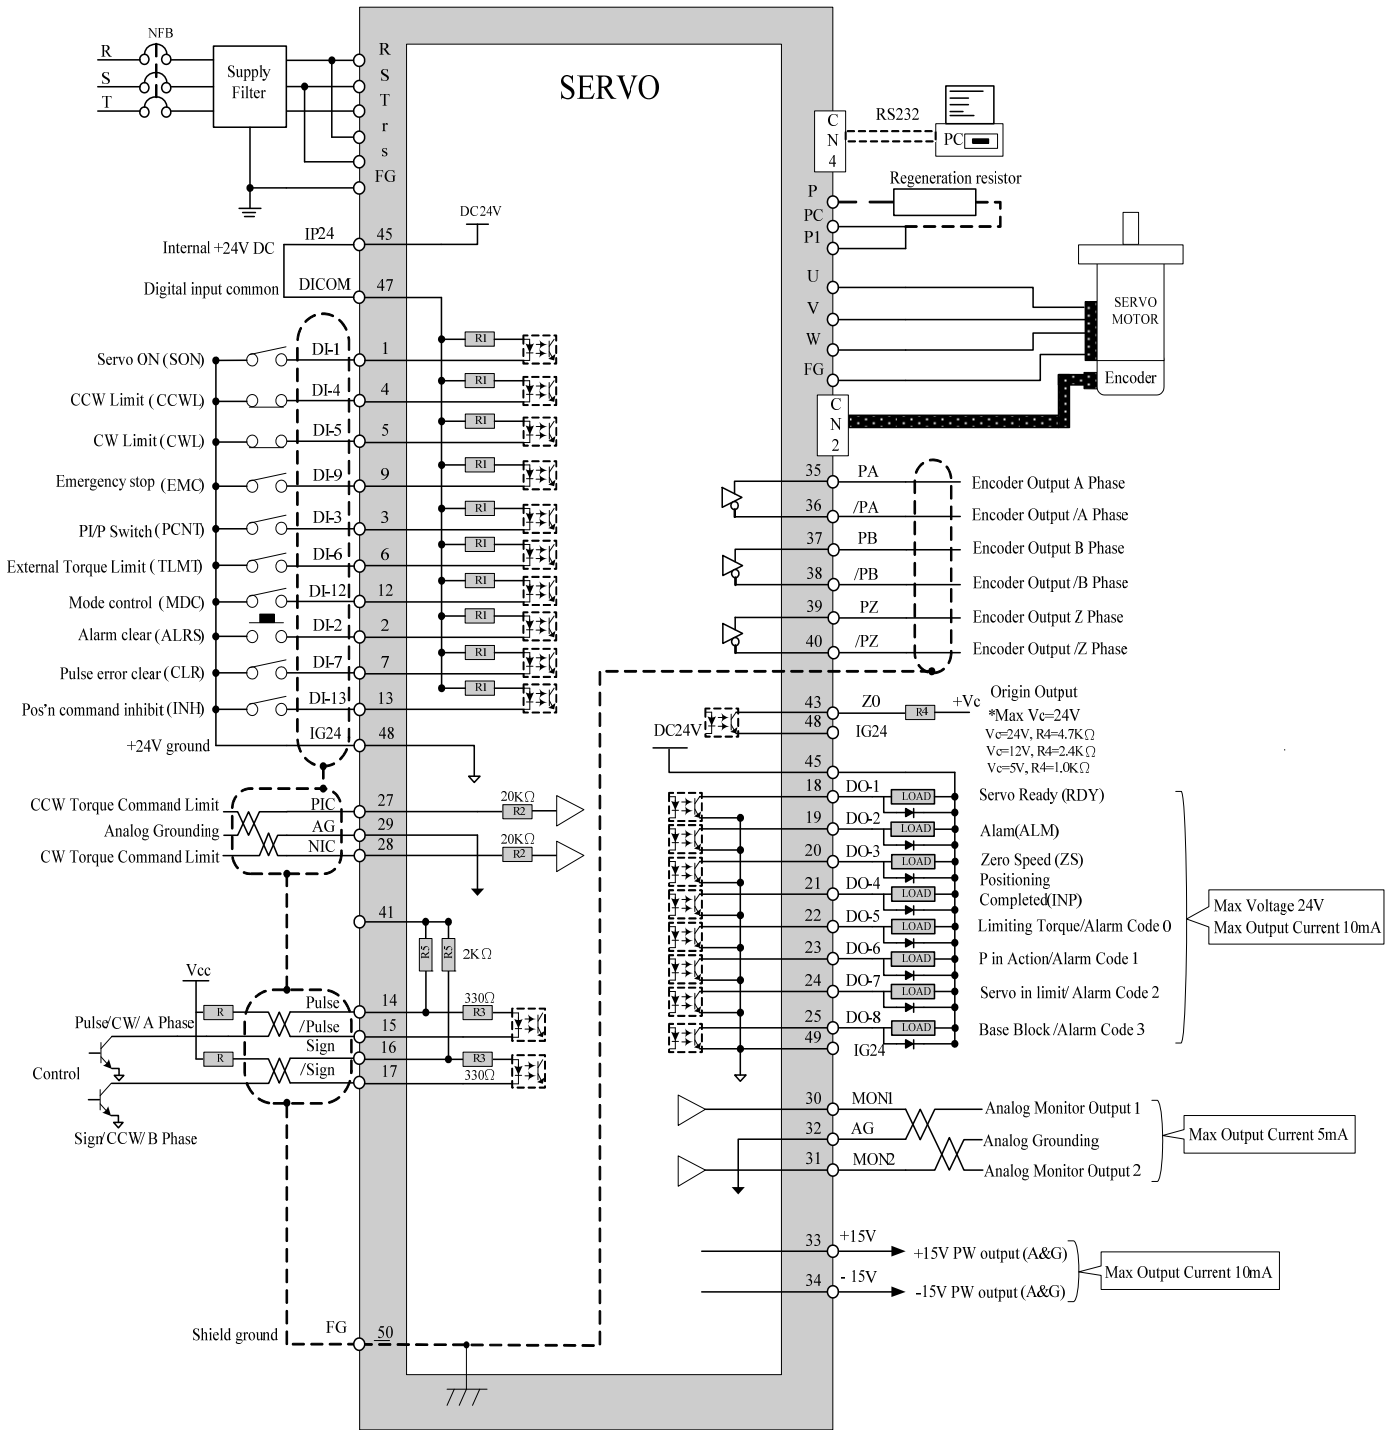 SERVO
NFB
R
S
T
Supply
Filter
R
S
T
r
s
FG
DC24V
Internal +24V DC
IP24
45
Digital input common
DICOM
47
Servo ON (SON)
DI-1
1
R1
CCW Limit (CCWL)
DI-4
4
R1
CW Limit (CWL)
DI-5
5
R1
Emergency stop (EMC)
DI-9
9
R1
PI/P Switch (PCNT)
DI-3
3
R1
External Torque Limit (TLMT)
DI-6
6
R1
Mode control (MDC)
DI-12
12
R1
Alarm clear (ALRS)
DI-2
2
R1
Pulse error clear (CLR)
DI-7
7
R1
Pos'n command inhibit (INH)
DI-13
13
R1
+24V ground
IG24
48
CCW Torque Command Limit
PIC
27
20KΩ
R2
Analog Grounding
AG
29
CW Torque Command Limit
NIC
28
20KΩ
R2
41
R5
R5
2KΩ
Vcc
R
Pulse
14
330Ω
R3
Pulse/CW/ A Phase
/Pulse
15
Sign
16
R
R3
/Sign
17
330Ω
Control
Sign/CCW/ B Phase
Shield ground
FG
50
C
N
4
RS232
PC
Regeneration resistor
P
PC
P1
U
V
W
FG
SERVO
MOTOR
Encoder
C
N
2
35
PA
Encoder Output A Phase
36
/PA
Encoder Output /A Phase
37
PB
Encoder Output B Phase
38
/PB
Encoder Output /B Phase
39
PZ
Encoder Output Z Phase
40
/PZ
Encoder Output /Z Phase
43
Z0
R4
+Vc
Origin Output
*Max Vc=24V
Vc=24V, R4=4.7KΩ
Vc=12V, R4=2.4KΩ
Vc=5V, R4=1.0KΩ
48
IG24
DC24V
45
18
DO-1
LOAD
Servo Ready (RDY)
19
DO-2
LOAD
Alam(ALM)
20
DO-3
LOAD
Zero Speed (ZS)
21
DO-4
LOAD
Positioning
Completed(INP)
22
DO-5
LOAD
Limiting Torque/Alarm Code 0
23
DO-6
LOAD
P in Action/Alarm Code 1
24
DO-7
LOAD
Servo in limit/ Alarm Code 2
25
DO-8
LOAD
Base Block /Alarm Code 3
49
IG24
Max Voltage 24V
Max Output Current 10mA
30
MON1
Analog Monitor Output 1
32
AG
Analog Grounding
31
MON2
Analog Monitor Output 2
Max Output Current 5mA
33
+15V
+15V PW output (A&G)
34
- 15V
-15V PW output (A&G)
Max Output Current 10mA